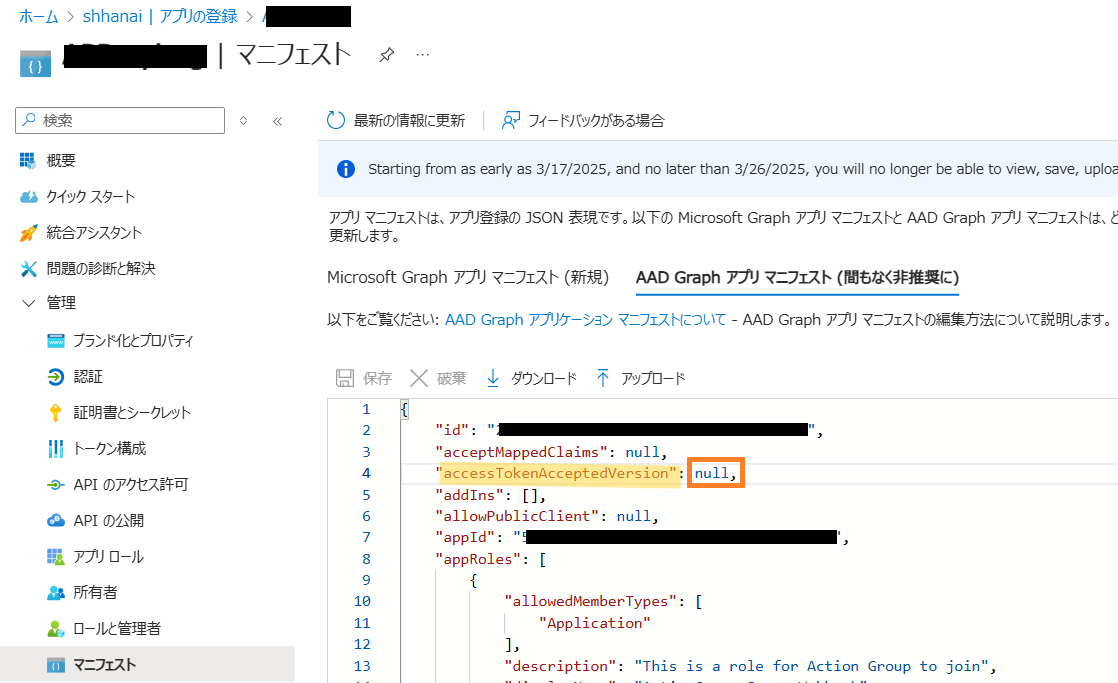 ホーム > shhanai | アプリの登録 >
| マニフェスト ...
検索
«
最新の情報に更新
フィードバックがある場合
概要
クイック スタート
統合アシスタント
問題の診断と解決
管理
ブランド化とプロパティ
認証
証明書とシークレット
トークン構成
API のアクセス許可
API の公開
アプリ ロール
所有者
ロールと管理者
マニフェスト
Starting from as early as 3/17/2025, and no later than 3/26/2025, you will no longer be able to view, save, uploa
アプリ マニフェストは、アプリ登録の JSON 表現です。以下の Microsoft Graph アプリ マニフェストと AAD Graph アプリ マニフェストは、ど
更新します。
Microsoft Graph アプリ マニフェスト (新規)
AAD Graph アプリ マニフェスト (間もなく非推奨に)
以下をご覧ください: AAD Graph アプリケーション マニフェストについて - AAD Graph アプリ マニフェストの編集方法について説明します。
保存
破棄
ダウンロード
アップロード
1 {
2 "id": "2 ",
3 "acceptMappedClaims": null,
4 "accessTokenAcceptedVersion": null,
5 "addIns": [],
6 "allowPublicClient": null,
7 "appId": "5 ",
8 "appRoles": [
9 {
10 "allowedMemberTypes": [
11 "Application"
12 ],
13 "description": "This is a role for Action Group to join",